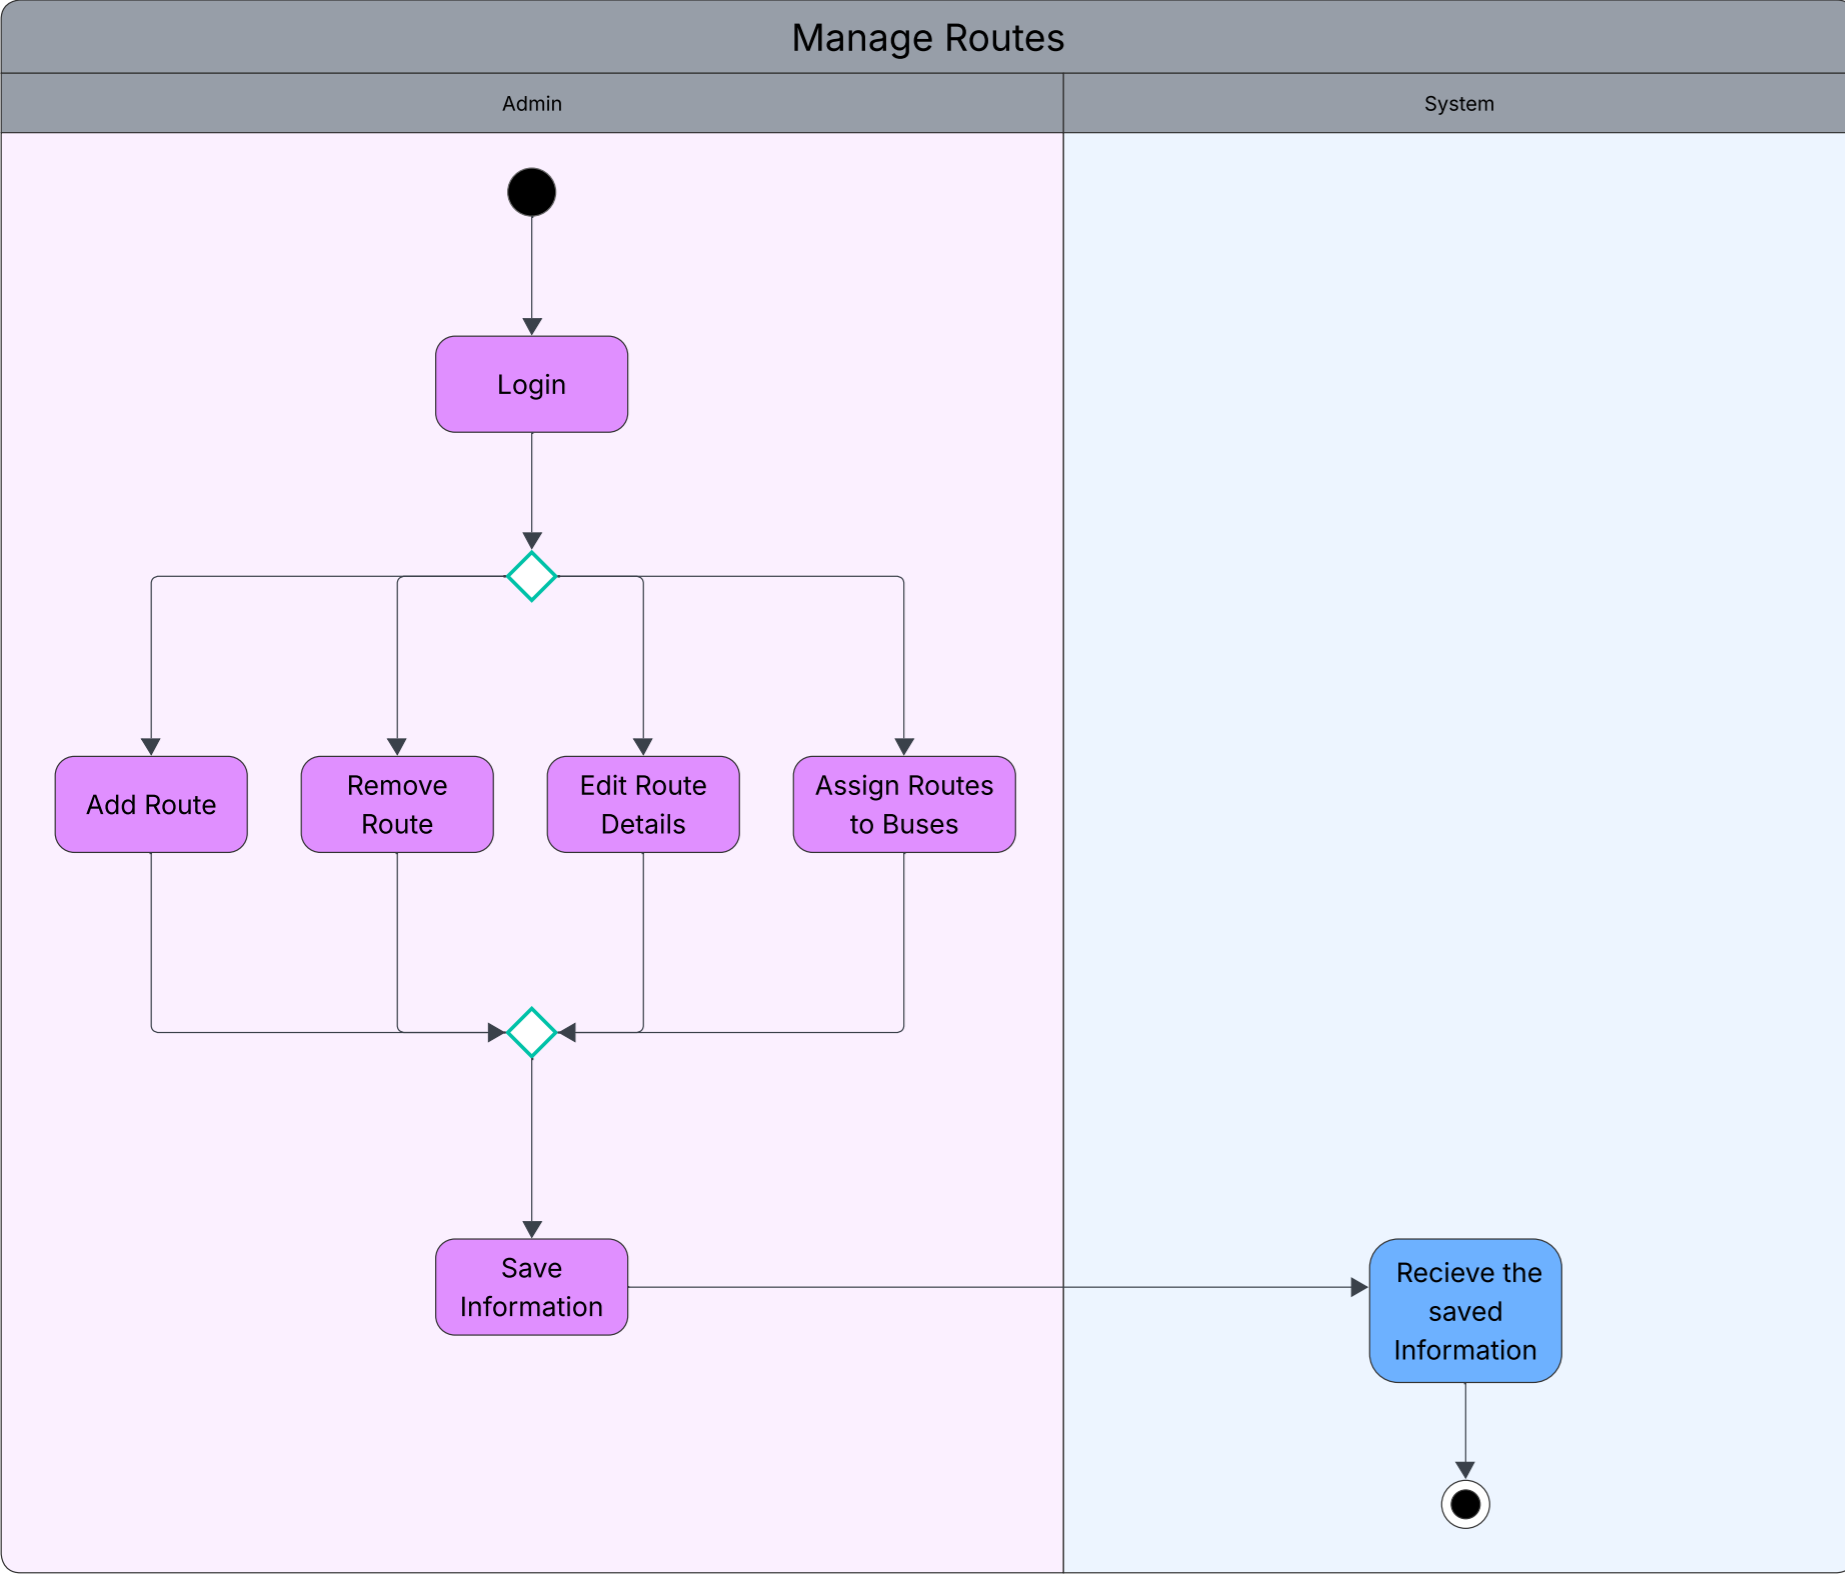 Manage Routes
Admin
System
Login
Add Route
Remove
Route
Edit Route
Details
Assign Routes
to Buses
Save
Information
Recieve the
saved
Information